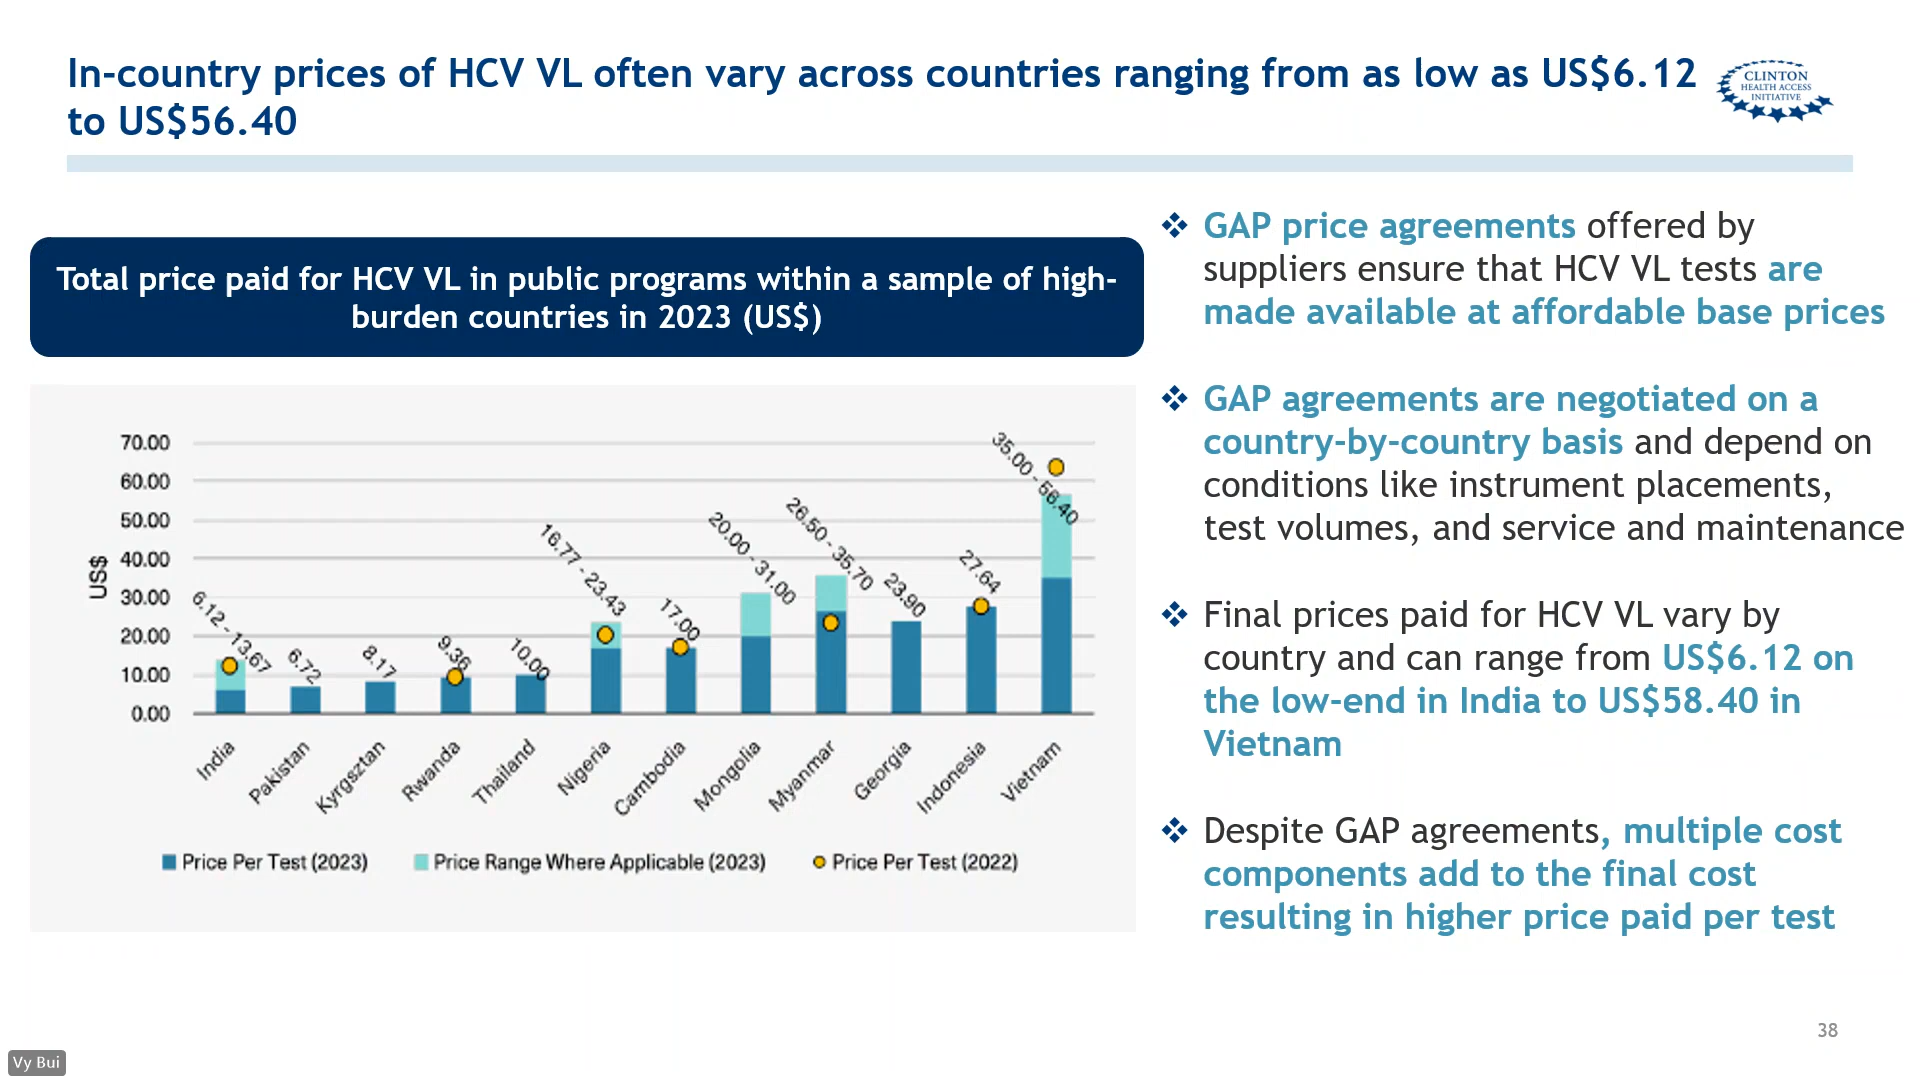 In-country prices of HCV VL often vary across countries ranging from as low as US$6.12
to US$56.40
CLINTON
HEALTH ACCESS
INITIATIVE
Total price paid for HCV VL in public programs within a sample of high-
burden countries in 2023 (US$)
US$
70.00
60.00
50.00
40.00
30.00
20.00
10.00
0.00
6.12 - 13.67
6.72
8.17
9.36
10.00
16.77 - 23.43
17.00
20.00 - 31.00
26.50 - 35.70
23.90
27.64
35.00 - 56.40
India
Pakistan
Kyrgsztan
Rwanda
Thailand
Nigeria
Cambodia
Mongolia
Myanmar
Georgia
Indonesia
Vietnam
Price Per Test (2023)
Price Range Where Applicable (2023)
Price Per Test (2022)
❖ GAP price agreements offered by
suppliers ensure that HCV VL tests are
made available at affordable base prices
❖ GAP agreements are negotiated on a
country-by-country basis and depend on
conditions like instrument placements,
test volumes, and service and maintenance
❖ Final prices paid for HCV VL vary by
country and can range from US$6.12 on
the low-end in India to US$58.40 in
Vietnam
❖ Despite GAP agreements, multiple cost
components add to the final cost
resulting in higher price paid per test
38
Vy Bui